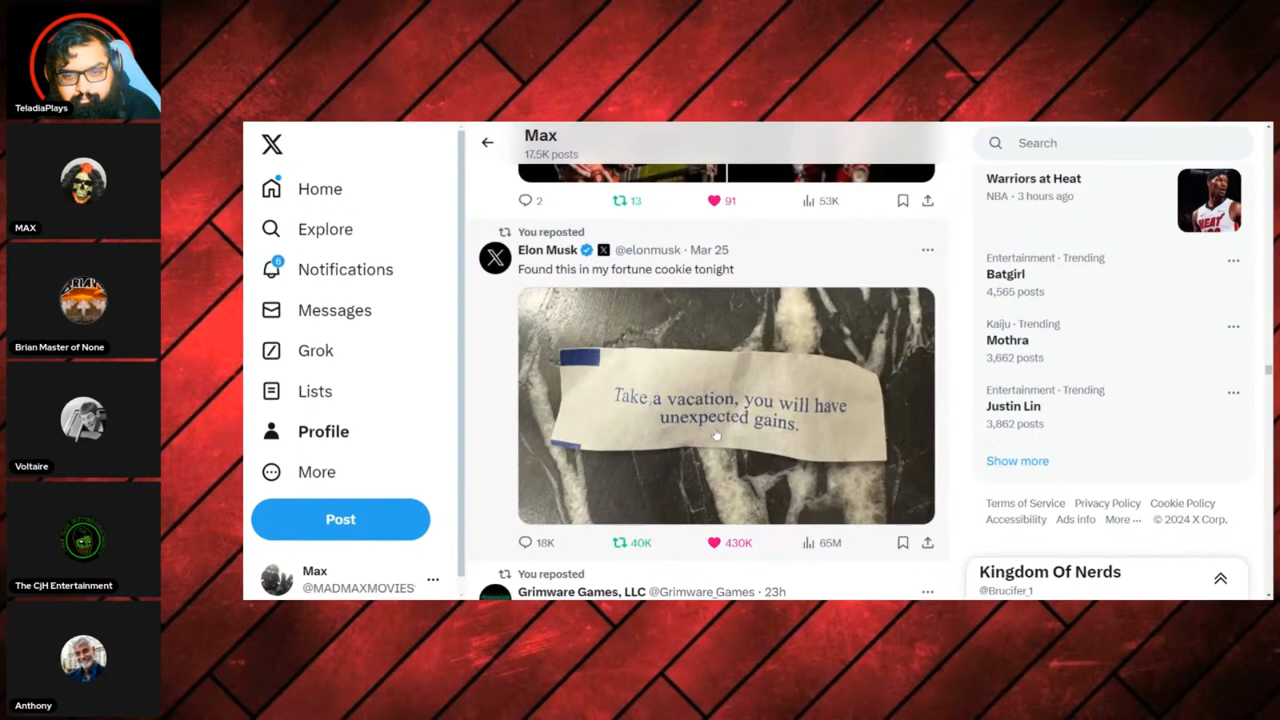 TeladiaPlays
MAX
BRIAN
Brian Master of None
Voltaire
The CjH Entertainment
Anthony
X
Home
Explore
6
Notifications
Messages
Grok
Lists
Profile
More
Post
Max
@MADMAXMOVIES
Max
17.5K posts
2
13
91
53K
You reposted
Elon Musk @elonmusk · Mar 25
Found this in my fortune cookie tonight
Take a vacation, you will have
unexpected gains.
18K
40K
430K
65M
You reposted
Grimware Games, LLC @Grimware_Games · 23h
Search
Warriors at Heat
NBA · 3 hours ago
HEAT
Entertainment · Trending
Batgirl
4,565 posts
Kaiju · Trending
Mothra
3,662 posts
Entertainment · Trending
Justin Lin
3,862 posts
Show more
Terms of Service Privacy Policy Cookie Policy
Accessibility Ads info More ··· © 2024 X Corp.
Kingdom Of Nerds
@Brucifer_1